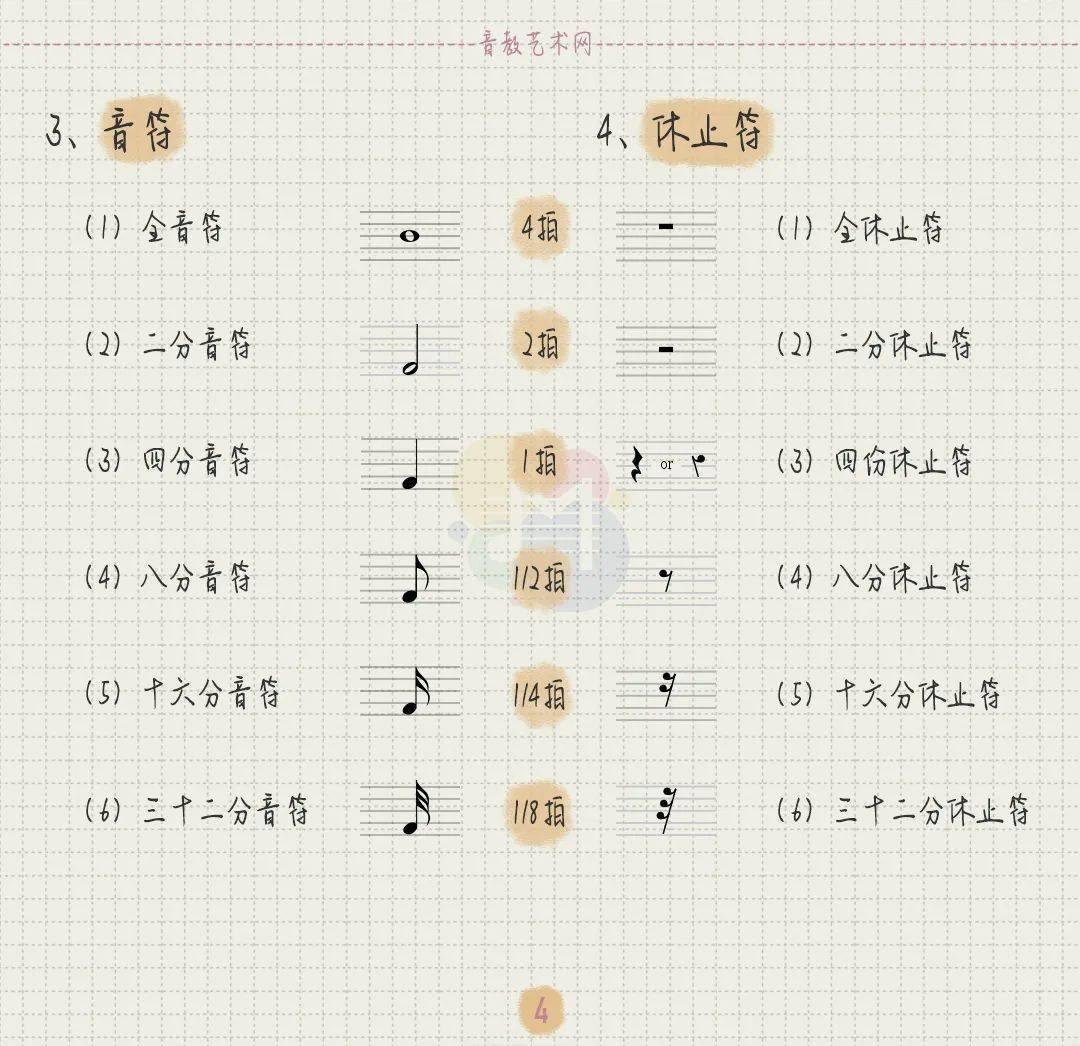 音教艺术网
3、音符
4、休止符
(1) 全音符 4拍 (1) 全休止符
(2) 二分音符 2拍 (2) 二分休止符
(3) 四分音符 1拍 or (3) 四份休止符
(4) 八分音符 1/2拍 (4) 八分休止符
(5) 十六分音符 1/4拍 (5) 十六分休止符
(6) 三十二分音符 1/8拍 (6) 三十二分休止符
4